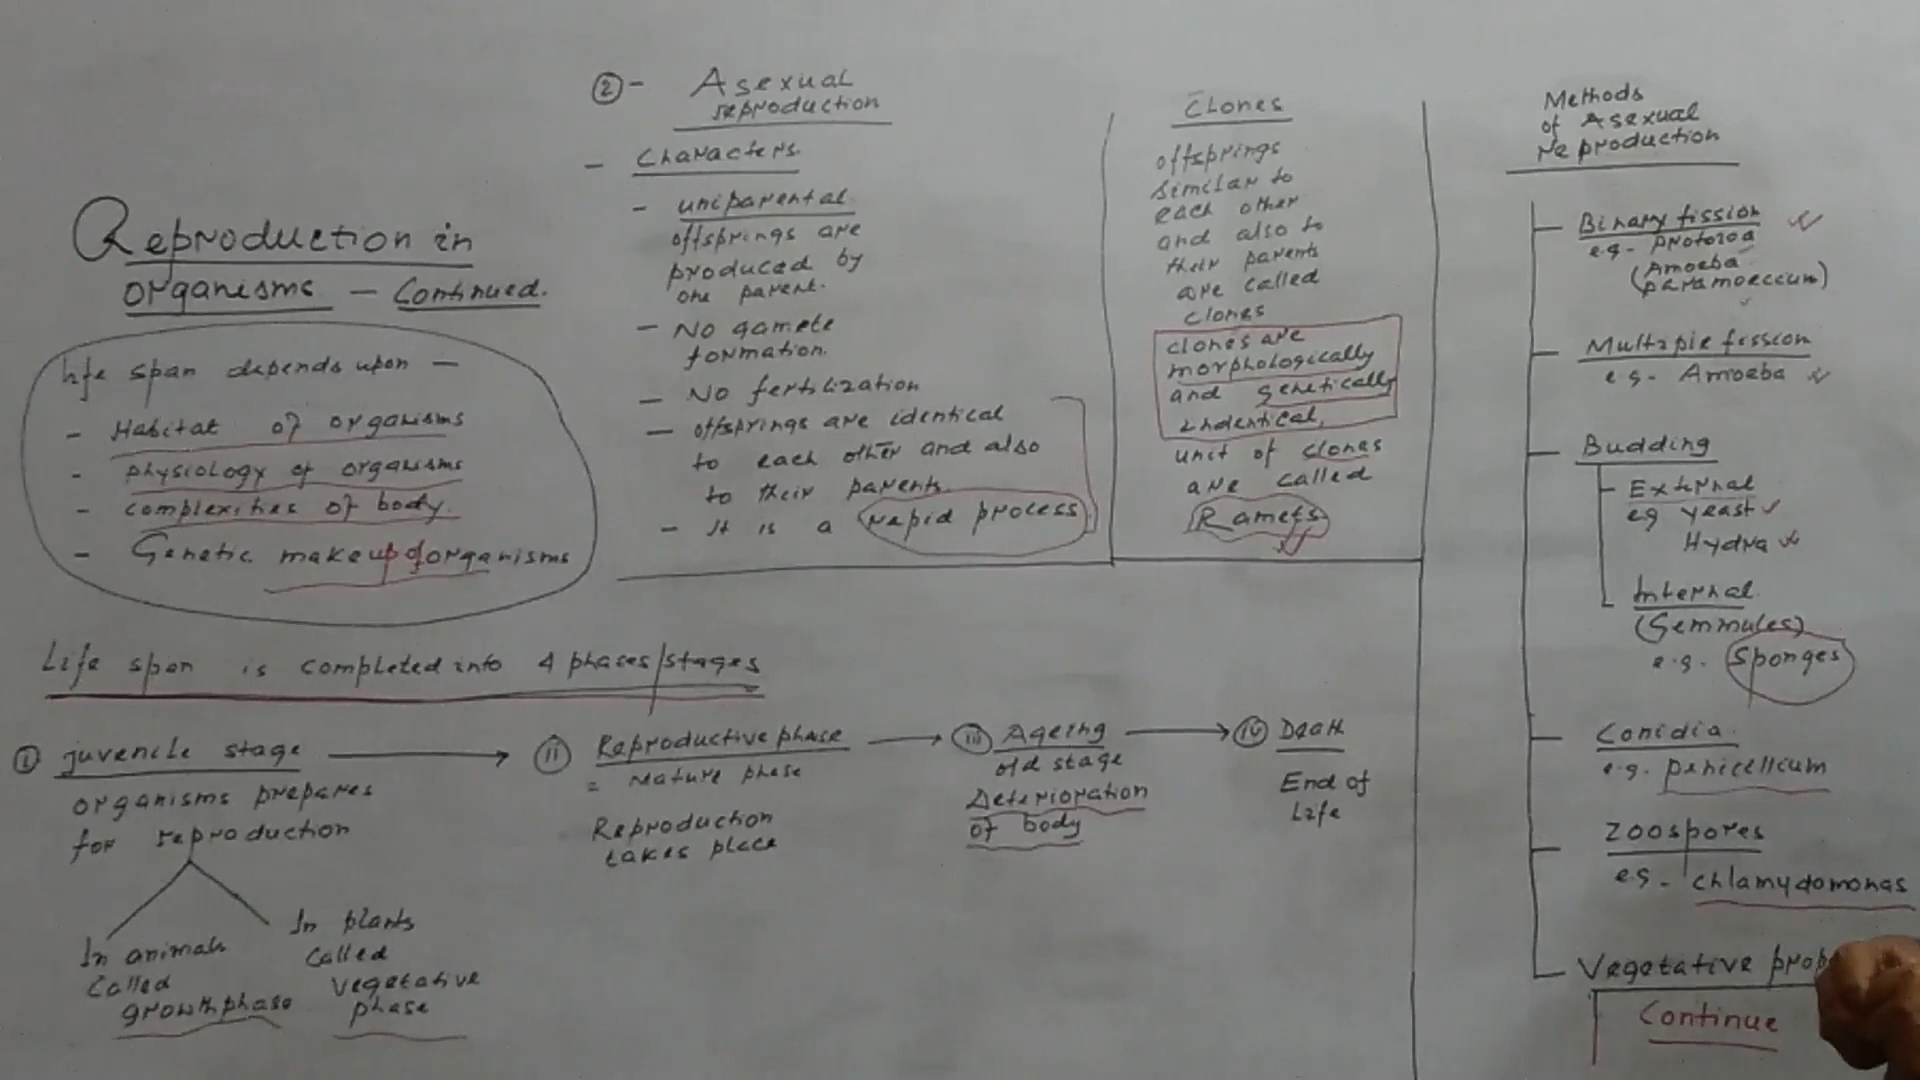 Reproduction in
organisms - Continued.
life span depends upon —
- Habitat of organisms
- physiology of organisms
- complexities of body.
- Genetic makeup of organisms
② - Asexual
reproduction
- Characters.
- uniparental
offsprings are
produced by
one parent.
- No gamete
formation.
- No fertilization
- offsprings are identical
to each other and also
to their parents.
- It is a rapid process
Clones
offsprings
similar to
each other
and also to
their parents
are called
clones
clones are
morphologically
and genetically
indentical,
unit of clones
are called
Ramets
Life span is completed into 4 phases/stages
(i) juvenile stage
organisms prepares
for reproduction
In animals
called
growth phase
In plants
called
vegetative
phase
(ii) Reproductive phase
= Mature phase
Reproduction
takes place
(iii) Ageing
old stage
Deterioration
of body
(iv) Death
End of
Life
Methods
of Asexual
reproduction
Binary fission
e.g. - protozoa
(Amoeba
paramoeccum)
Multiple fission
e.g. - Amoeba
Budding
External
eg yeast
Hydra
Internal
(Gemmules)
e.g. Sponges
Conidia.
e.g. penicellium
Zoospores
e.g - chlamydomonas
Vegetative
Continue